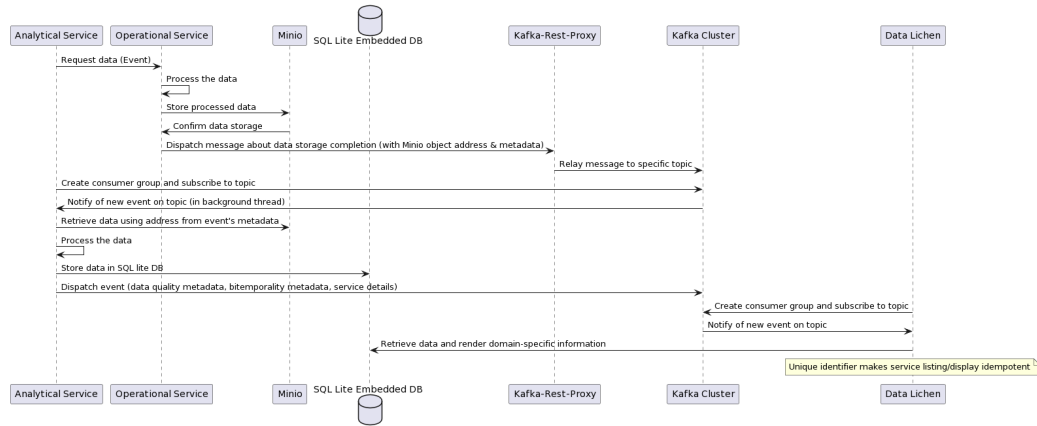 Analytical Service
Operational Service
Minio
SQL Lite Embedded DB
Kafka-Rest-Proxy
Kafka Cluster
Data Lichen
Request data (Event)
Process the data
Store processed data
Confirm data storage
Dispatch message about data storage completion (with Minio object address & metadata)
Relay message to specific topic
Create consumer group and subscribe to topic
Notify of new event on topic (in background thread)
Retrieve data using address from event's metadata
Process the data
Store data in SQL lite DB
Dispatch event (data quality metadata, bitemporality metadata, service details)
Create consumer group and subscribe to topic
Notify of new event on topic
Retrieve data and render domain-specific information
Unique identifier makes service listing/display idempotent
Analytical Service
Operational Service
Minio
SQL Lite Embedded DB
Kafka-Rest-Proxy
Kafka Cluster
Data Lichen